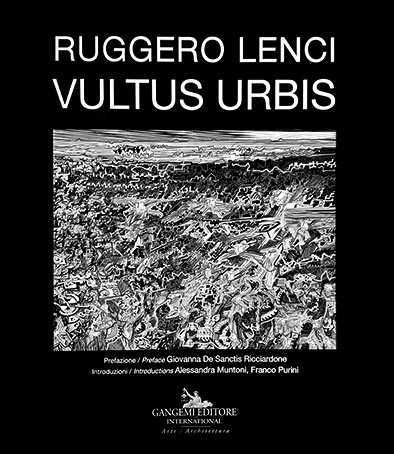 RUGGERO LENCI
VULTUS URBIS
Prefazione / Preface Giovanna De Sanctis Ricciardone
Introduzioni / Introductions Alessandra Muntoni, Franco Purini
GANGEMI EDITORE
INTERNATIONAL
Arte / Architettura